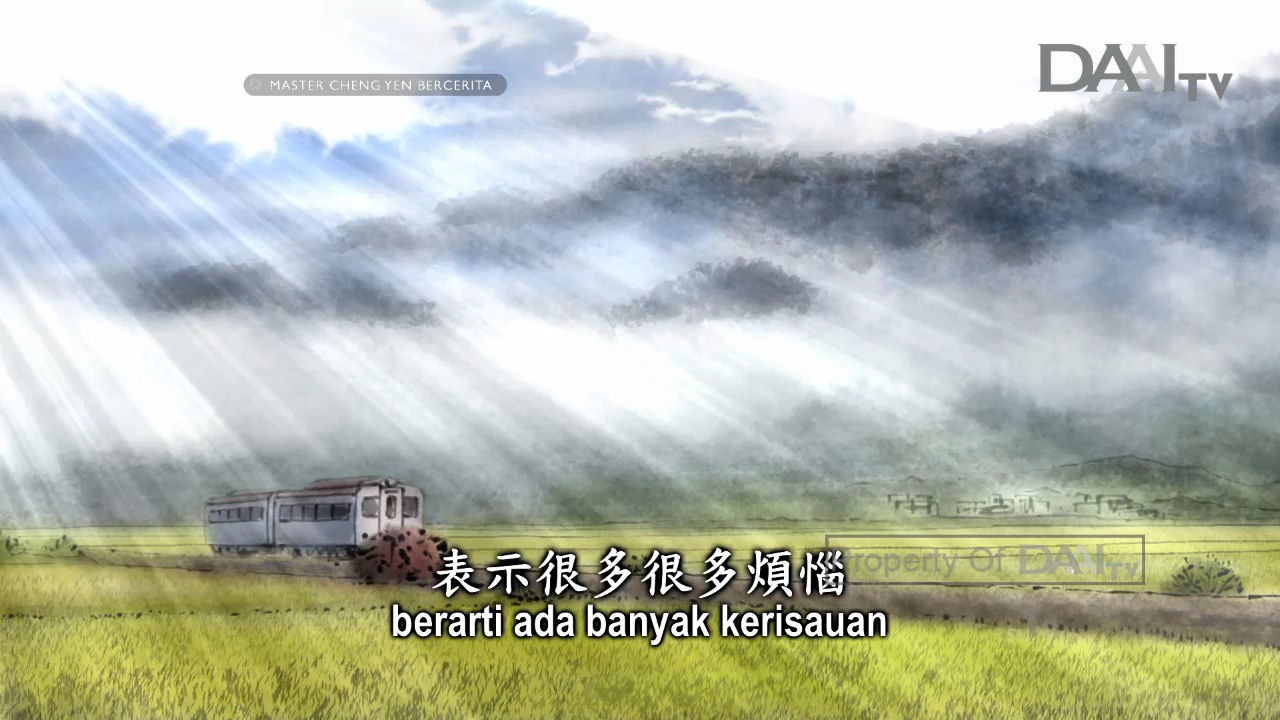 © MASTER CHENG YEN BERCERITA
DAAI TV
Property Of DAAI TV
表示很多很多煩惱
berarti ada banyak kerisauan